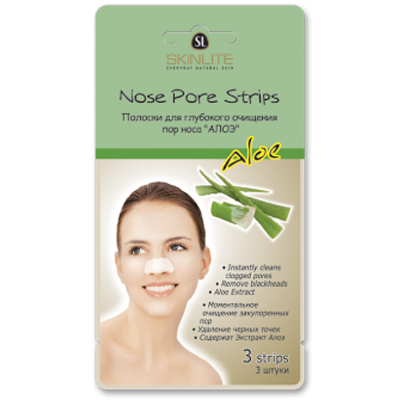 SL
SKINLITE
EVERYDAY NATURAL SKIN
Nose Pore Strips
Полоски для глубокого очищения
пор носа "АЛОЭ"
Aloe
• Instantly cleans
clogged pores
• Remove blackheads
• Aloe Extract
• Моментальное
очищение закупоренных
пор
• Удаление черных точек
• Содержат Экстракт Алоэ
3 strips
3 штуки